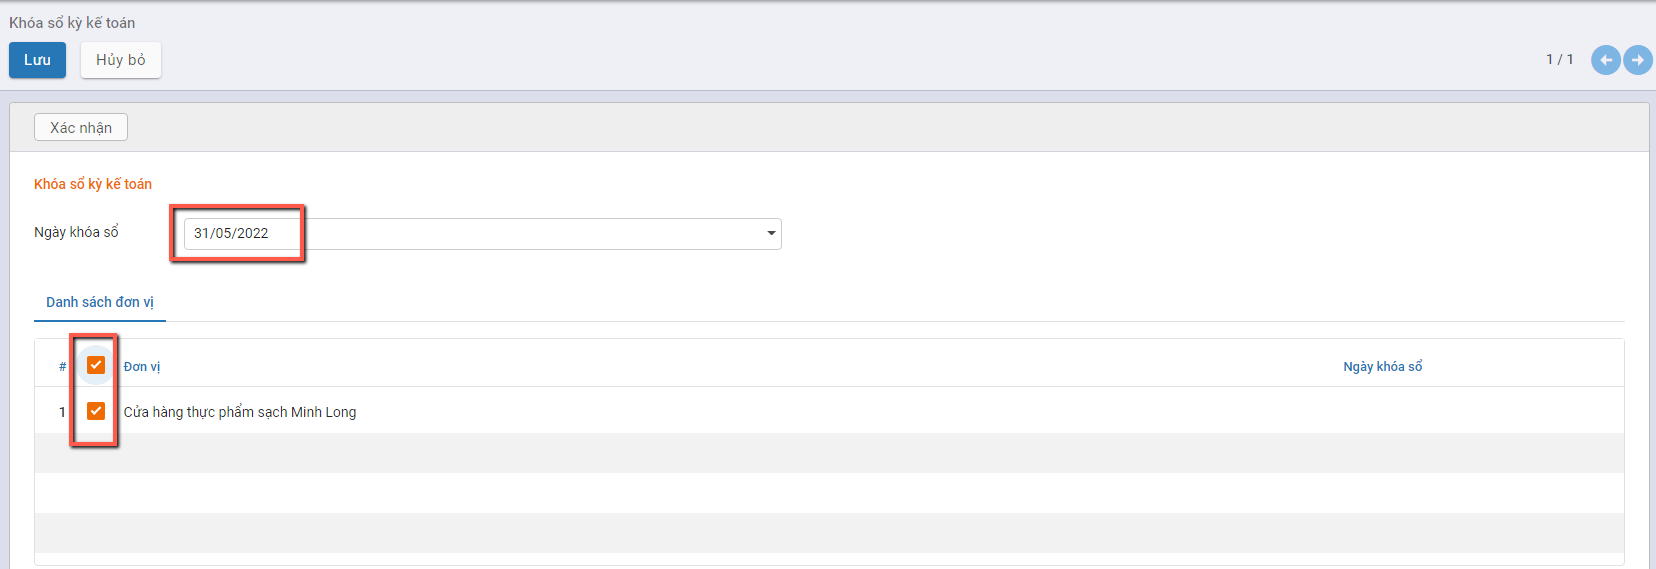 Khóa sổ kỳ kế toán
Lưu Hủy bỏ 1 / 1
Xác nhận
Khóa sổ kỳ kế toán
Ngày khóa sổ 31/05/2022
Danh sách đơn vị
# Đơn vị Ngày khóa sổ
1 Cửa hàng thực phẩm sạch Minh Long